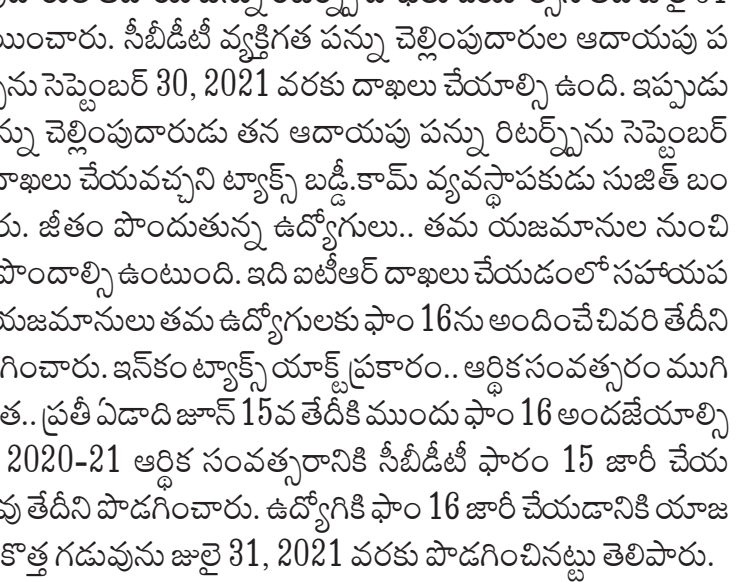 యించారు. సీబీడీటీ వ్యక్తిగత పన్ను చెల్లింపుదారుల ఆదాయపు ప
ను సెప్టెంబర్ 30, 2021 వరకు దాఖలు చేయాల్సి ఉంది. ఇప్పుడు
న్ను చెల్లింపుదారుడు తన ఆదాయపు పన్ను రిటర్న్స్‌ను సెప్టెంబర్
దాఖలు చేయవచ్చని ట్యాక్స్ బడ్డీ.కామ్ వ్యవస్థాపకుడు సుజిత్ బం
రు. జీతం పొందుతున్న ఉద్యోగులు.. తమ యజమానుల నుంచి
పొందాల్సి ఉంటుంది. ఇది ఐటీఆర్ దాఖలు చేయడంలో సహాయప
యజమానులు తమ ఉద్యోగులకు ఫాం 16ను అందించే చివరి తేదీని
గించారు. ఇన్‌కం ట్యాక్స్ యాక్ట్ ప్రకారం.. ఆర్థిక సంవత్సరం ముగి
త.. ప్రతీ ఏడాది జూన్ 15వ తేదీకి ముందు ఫాం 16 అందజేయాల్సి
2020-21 ఆర్థిక సంవత్సరానికి సీబీడీటీ ఫారం 15 జారీ చేయ
వు తేదీని పొడగించారు. ఉద్యోగికి ఫాం 16 జారీ చేయడానికి యాజ
కొత్త గడువును జులై 31, 2021 వరకు పొడగించినట్టు తెలిపారు.